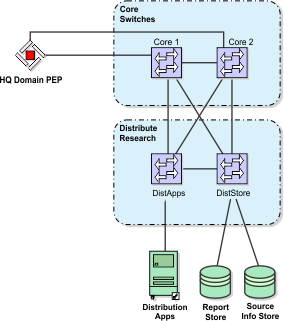 Core
Switches
Core 1
Core 2
HQ Domain PEP
Distribute
Research
DistApps
DistStore
Distribution
Apps
Report
Store
Source
Info Store